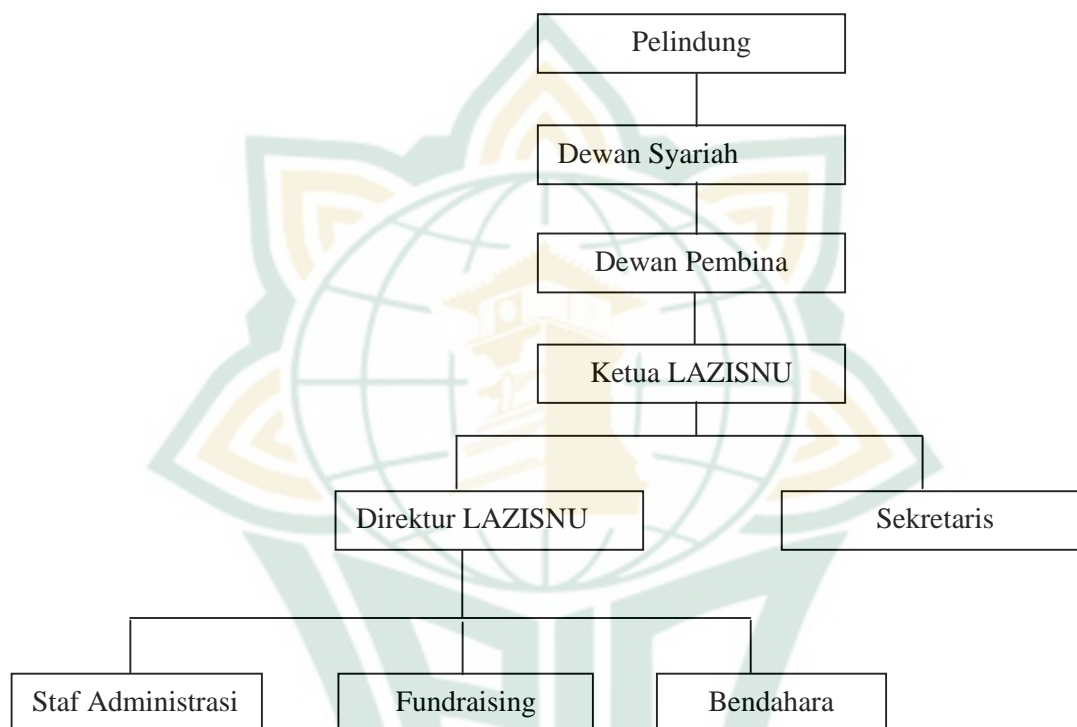 Pelindung
Dewan Syariah
Dewan Pembina
Ketua LAZISNU
Direktur LAZISNU
Sekretaris
Staf Administrasi
Fundraising
Bendahara